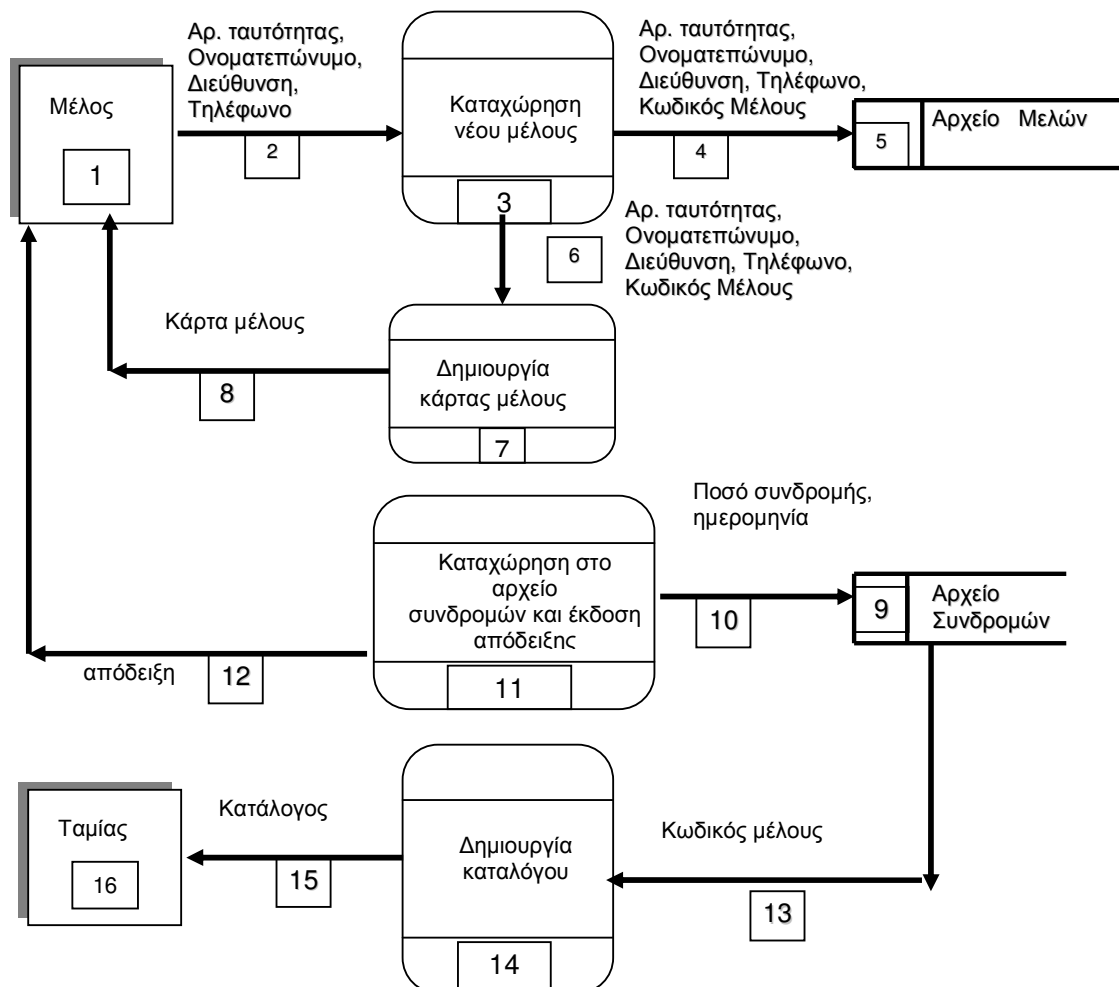 Αρ. ταυτότητας,
Ονοματεπώνυμο,
Διεύθυνση,
Τηλέφωνο
Αρ. ταυτότητας,
Ονοματεπώνυμο,
Διεύθυνση, Τηλέφωνο,
Κωδικός Μέλους
Μέλος
1
2
Καταχώρηση
νέου μέλους
3
4
5
Αρχείο Μελών
6
Αρ. ταυτότητας,
Ονοματεπώνυμο,
Διεύθυνση, Τηλέφωνο,
Κωδικός Μέλους
Κάρτα μέλους
8
Δημιουργία
κάρτας μέλους
7
Ποσό συνδρομής,
ημερομηνία
Καταχώρηση στο
αρχείο
συνδρομών και έκδοση
απόδειξης
11
10
9
Αρχείο
Συνδρομών
απόδειξη
12
Ταμίας
16
Κατάλογος
15
Δημιουργία
καταλόγου
14
Κωδικός μέλους
13